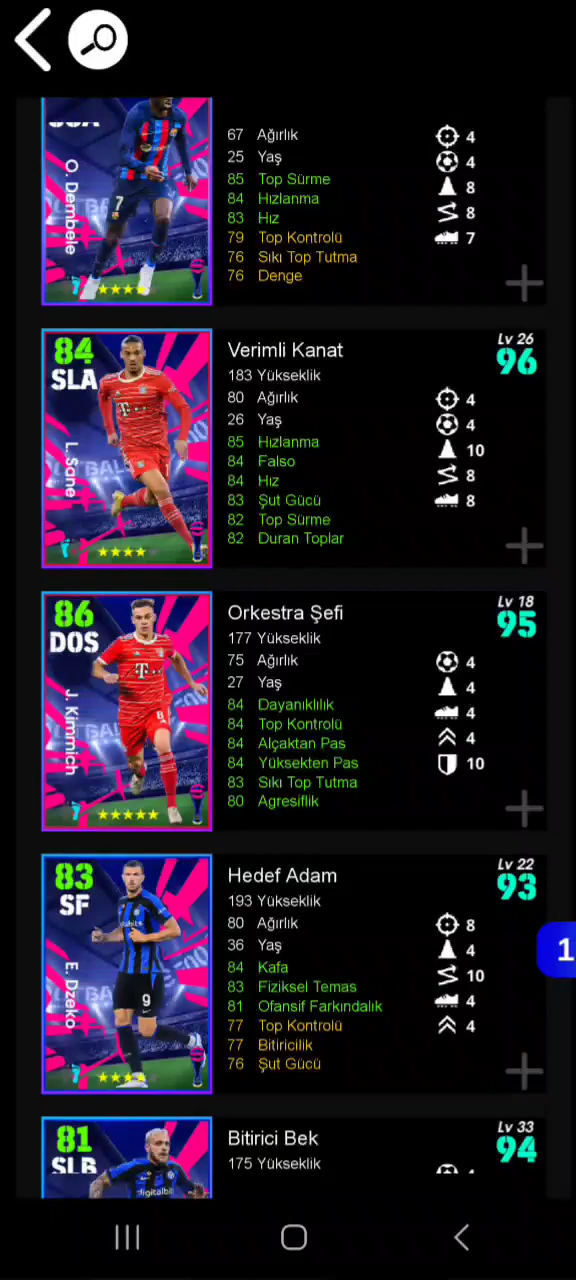 67 Ağırlık
4
25 Yaş
4
85 Top Sürme
8
84 Hızlanma
83 Hız
8
79 Top Kontrolü
7
76 Sıkı Top Tutma
76 Denge
O. Dembele
7
84
SLA
L. Sane
Verimli Kanat
Lv 26
96
183 Yükseklik
80 Ağırlık
4
26 Yaş
4
85 Hızlanma
10
84 Falso
84 Hız
8
83 Şut Gücü
8
82 Top Sürme
82 Duran Toplar
86
DOS
J. Kimmich
Orkestra Şefi
Lv 18
95
177 Yükseklik
75 Ağırlık
4
27 Yaş
4
84 Dayanıklılık
4
84 Top Kontrolü
84 Alçaktan Pas
4
84 Yüksekten Pas
10
83 Sıkı Top Tutma
80 Agresiflik
83
SF
E. Dzeko
9
Hedef Adam
Lv 22
93
193 Yükseklik
80 Ağırlık
8
36 Yaş
4
84 Kafa
10
83 Fiziksel Temas
81 Ofansif Farkındalık
4
77 Top Kontrolü
4
77 Bitiricilik
76 Şut Gücü
1
81
SLB
digitalbit
Bitirici Bek
Lv 33
94
175 Yükseklik